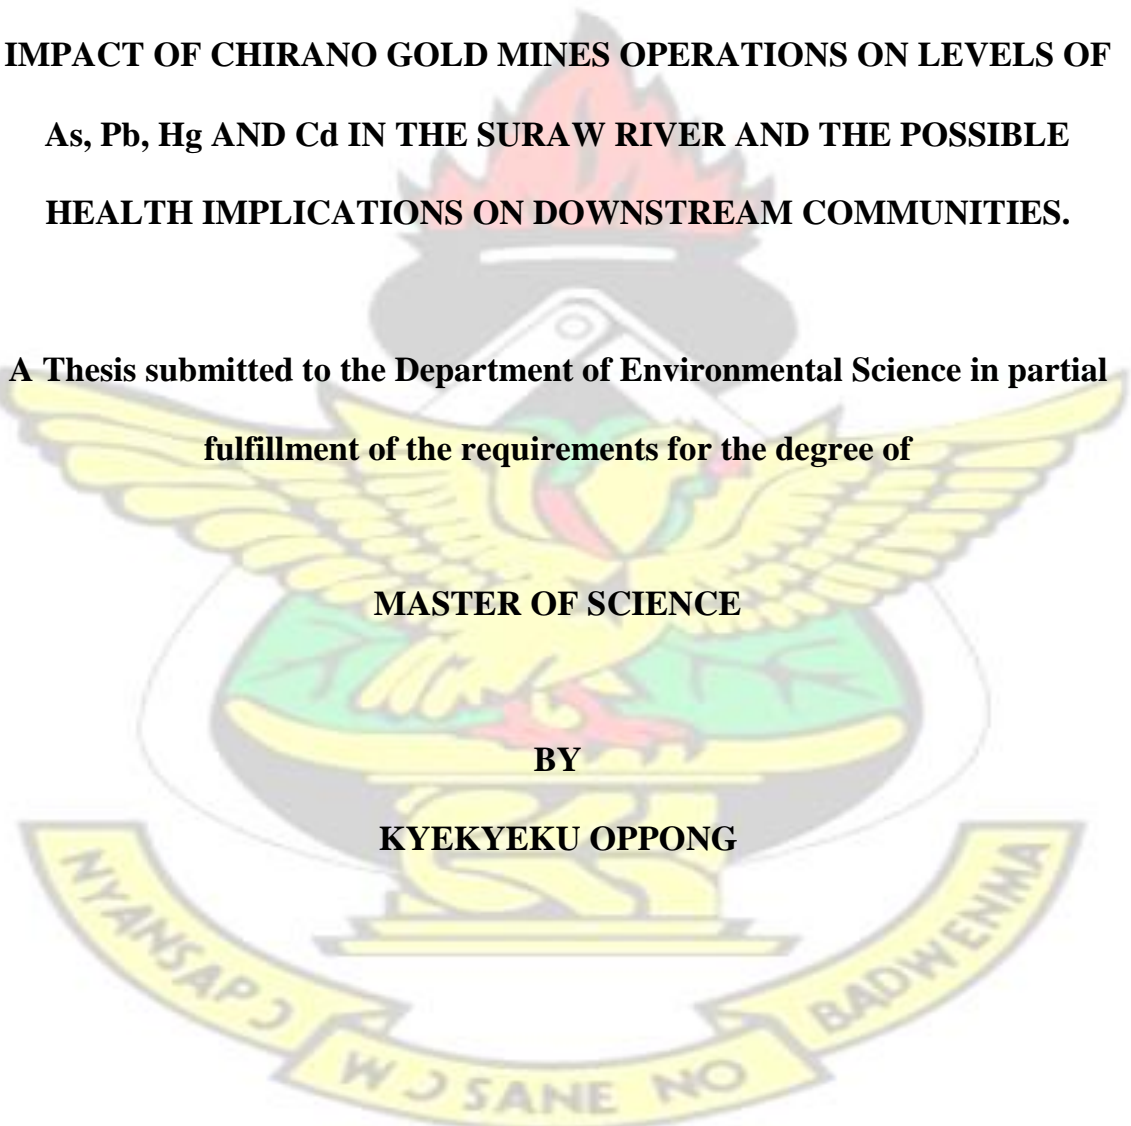 IMPACT OF CHIRANO GOLD MINES OPERATIONS ON LEVELS OF
As, Pb, Hg AND Cd IN THE SURAW RIVER AND THE POSSIBLE
HEALTH IMPLICATIONS ON DOWNSTREAM COMMUNITIES.
A Thesis submitted to the Department of Environmental Science in partial
fulfillment of the requirements for the degree of
MASTER OF SCIENCE
BY
KYEKYEKU OPPONG
NYANSAPƆ WƆSANE NO BADWENMA